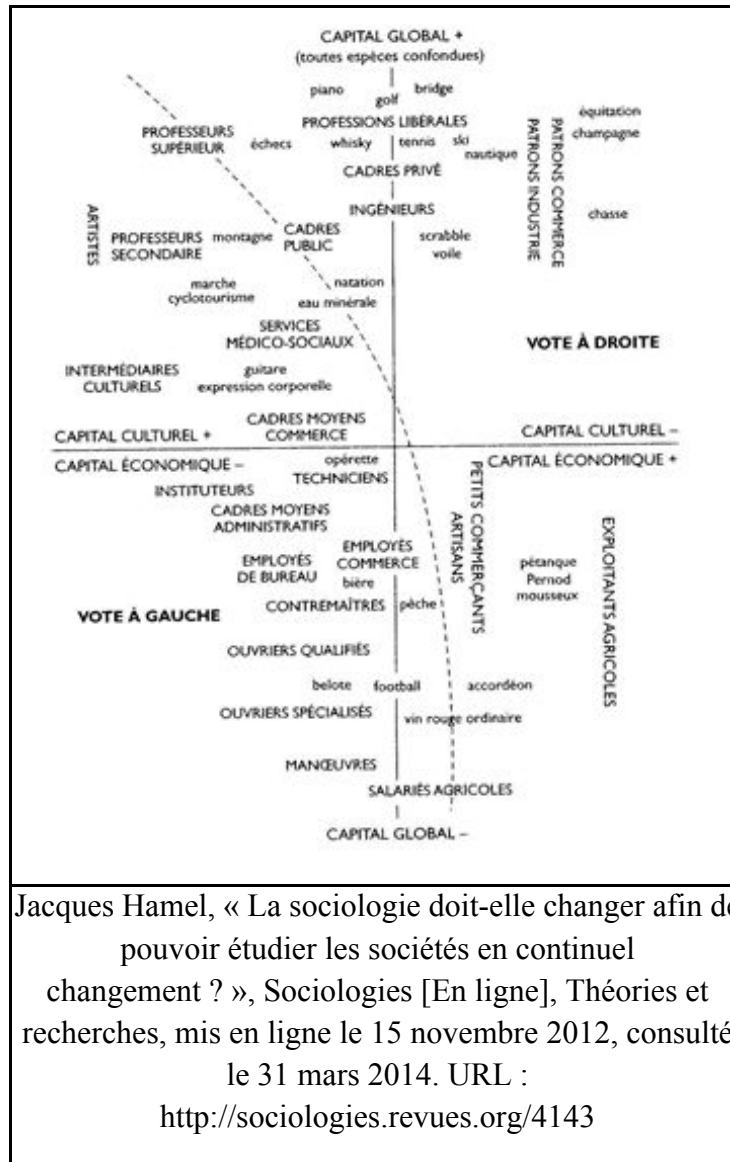 CAPITAL GLOBAL +
(toutes espèces confondues)
piano
bridge
golf
PROFESSIONS LIBÉRALES
équitation
PROFESSEURS
SUPÉRIEUR
échecs
whisky
tennis
ski
nautique
champagne
PATRONS INDUSTRIE
PATRONS COMMERCE
CADRES PRIVÉ
INGÉNIEURS
chasse
ARTISTES
PROFESSEURS
SECONDAIRE
montagne
CADRES
PUBLIC
scrabble
voile
marche
cyclotourisme
natation
eau minérale
SERVICES
MÉDICO-SOCIAUX
VOTE À DROITE
INTERMÉDIAIRES
CULTURELS
guitare
expression corporelle
CADRES MOYENS
COMMERCE
CAPITAL CULTUREL +
CAPITAL CULTUREL –
CAPITAL ÉCONOMIQUE –
CAPITAL ÉCONOMIQUE +
opérette
TECHNICIENS
INSTITUTEURS
CADRES MOYENS
ADMINISTRATIFS
PETITS COMMERÇANTS
ARTISANS
EXPLOITANTS AGRICOLES
EMPLOYÉS
DE BUREAU
EMPLOYÉS
COMMERCE
bière
pétanque
Pernod
mousseux
VOTE À GAUCHE
CONTREMAÎTRES
pêche
OUVRIERS QUALIFIÉS
belote
football
accordéon
OUVRIERS SPÉCIALISÉS
vin rouge ordinaire
MANŒUVRES
SALARIÉS AGRICOLES
CAPITAL GLOBAL –
Jacques Hamel, « La sociologie doit-elle changer afin de
pouvoir étudier les sociétés en continuel
changement ? », Sociologies [En ligne], Théories et
recherches, mis en ligne le 15 novembre 2012, consulté
le 31 mars 2014. URL :
http://sociologies.revues.org/4143